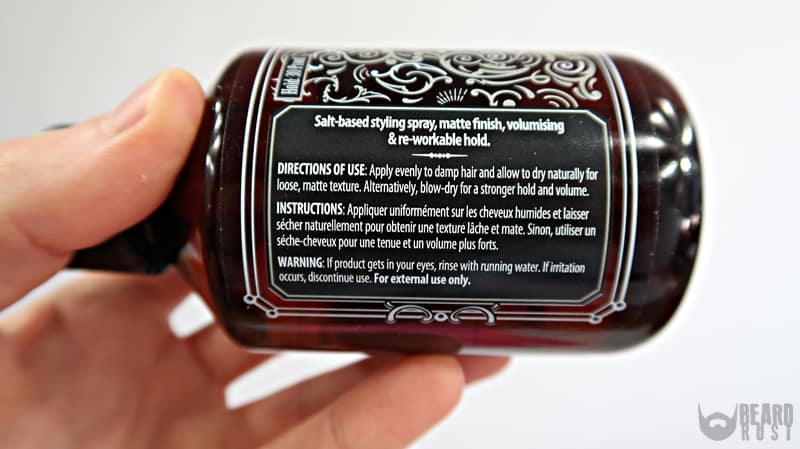 Salt-based styling spray, matte finish, volumising
& re-workable hold.
DIRECTIONS OF USE: Apply evenly to damp hair and allow to dry naturally for
loose, matte texture. Alternatively, blow-dry for a stronger hold and volume.
INSTRUCTIONS: Appliquer uniformément sur les cheveux humides et laisser
sécher naturellement pour obtenir une texture lâche et mate. Sinon, utiliser un
séche-cheveux pour une tenue et un volume plus forts.
WARNING: If product gets in your eyes, rinse with running water. If irritation
occurs, discontinue use. For external use only.
BEARD
RUST